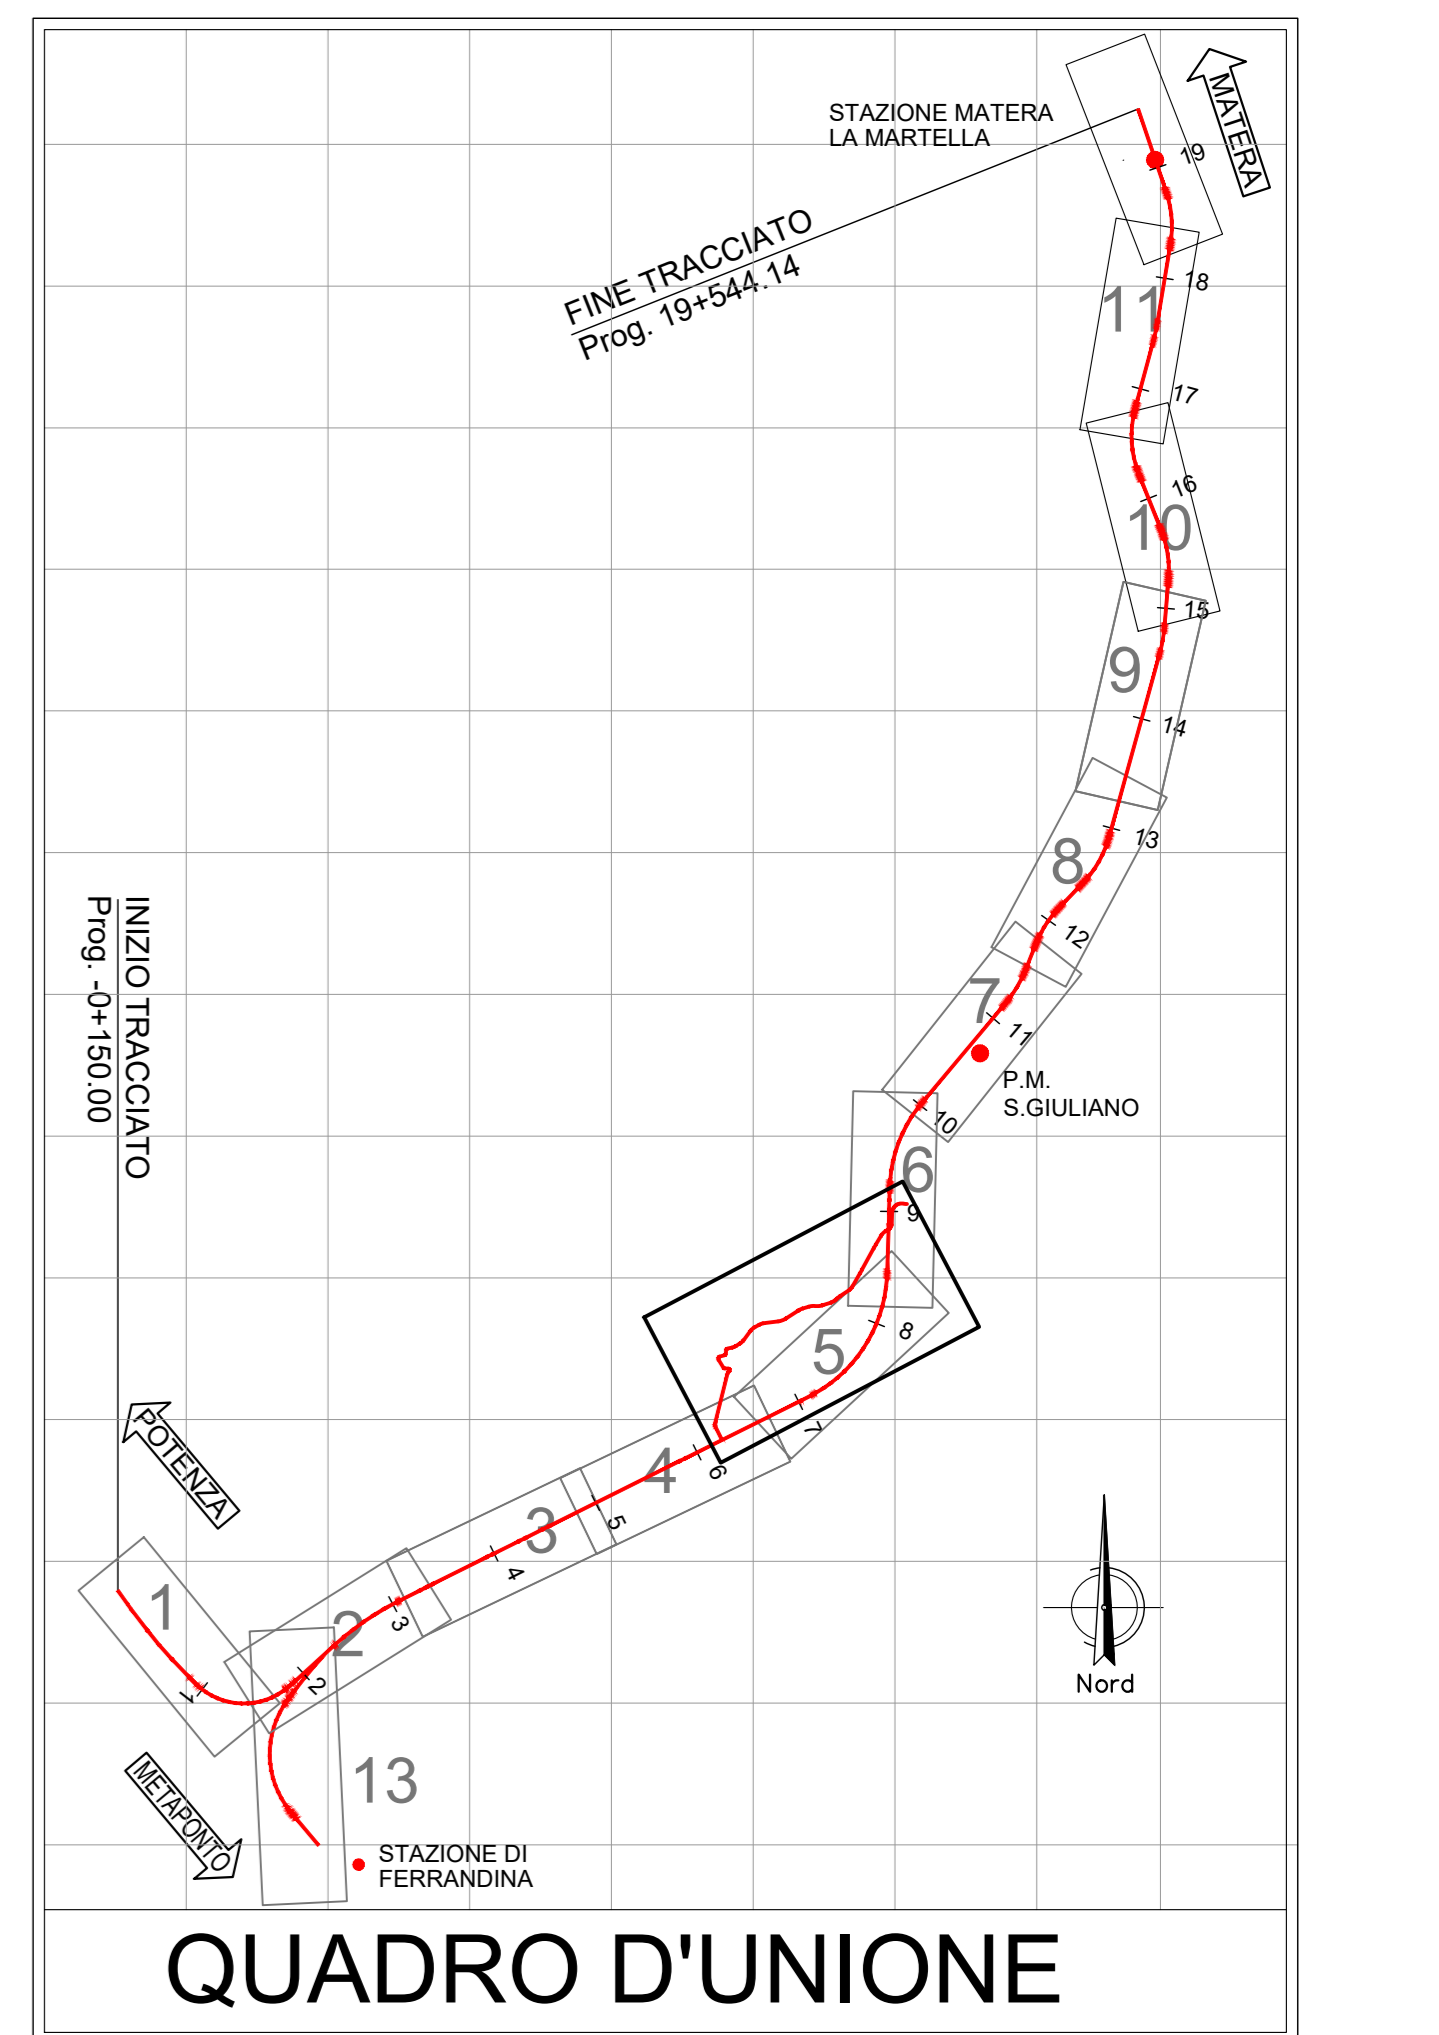 STAZIONE MATERA
LA MARTELLA
MATERA
19
FINE TRACCIATO
Prog. 19+544.14
18
11
17
16
10
15
9
14
13
8
12
7
11
INIZIO TRACCIATO
Prog. -0+150.00
P.M.
S.GIULIANO
10
6
9
8
5
7
POTENZA
4
6
3
5
4
1
2
3
2
1
Nord
METAPONTO
13
STAZIONE DI
FERRANDINA
QUADRO D'UNIONE